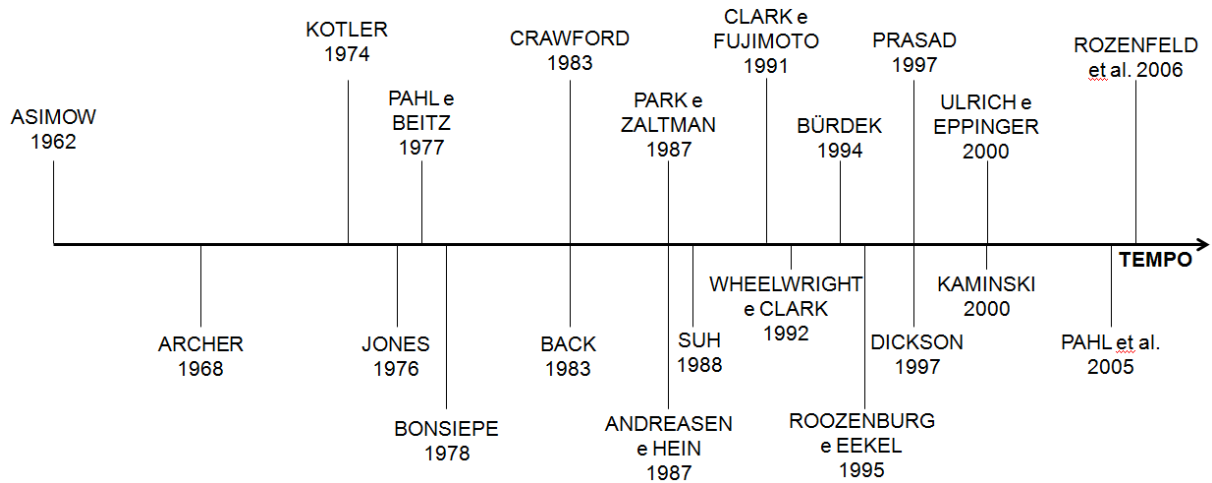 ASIMOW
1962
KOTLER
1974
PAHL e
BEITZ
1977
CRAWFORD
1983
PARK e
ZALTMAN
1987
CLARK e
FUJIMOTO
1991
BÜRDEK
1994
PRASAD
1997
ULRICH e
EPPINGER
2000
ROZENFELD
et al. 2006
TEMPO
ARCHER
1968
JONES
1976
BONSIEPE
1978
BACK
1983
ANDREASEN
e HEIN
1987
SUH
1988
WHEELWRIGHT
e CLARK
1992
ROOZENBURG
e EEKEL
1995
DICKSON
1997
KAMINSKI
2000
PAHL et al.
2005